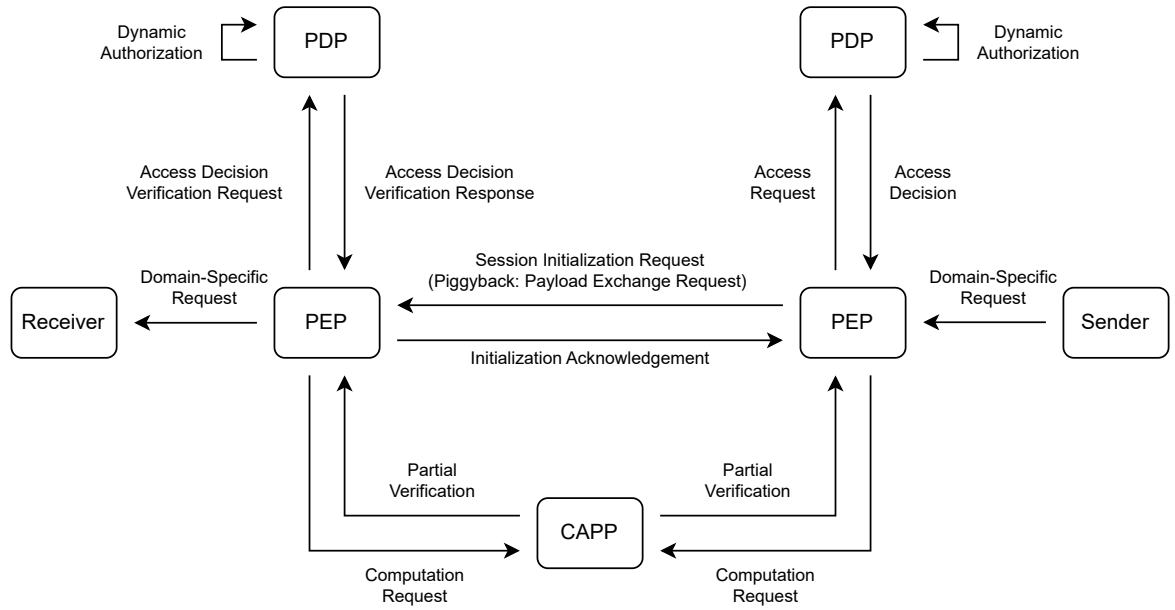 Dynamic
Authorization
PDP
PDP
Dynamic
Authorization
Access Decision
Verification Request
Access Decision
Verification Response
Access
Request
Access
Decision
Session Initialization Request
(Piggyback: Payload Exchange Request)
Domain-Specific
Request
Domain-Specific
Request
Receiver
PEP
PEP
Sender
Initialization Acknowledgement
Partial
Verification
Partial
Verification
CAPP
Computation
Request
Computation
Request